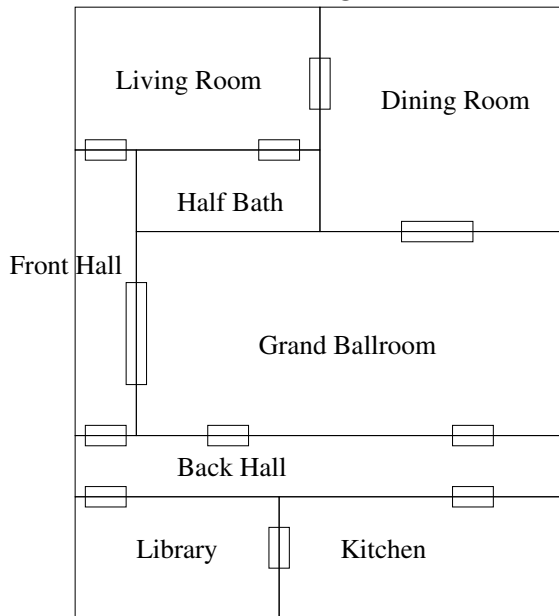 Living Room
Dining Room
Half Bath
Front Hall
Grand Ballroom
Back Hall
Library
Kitchen